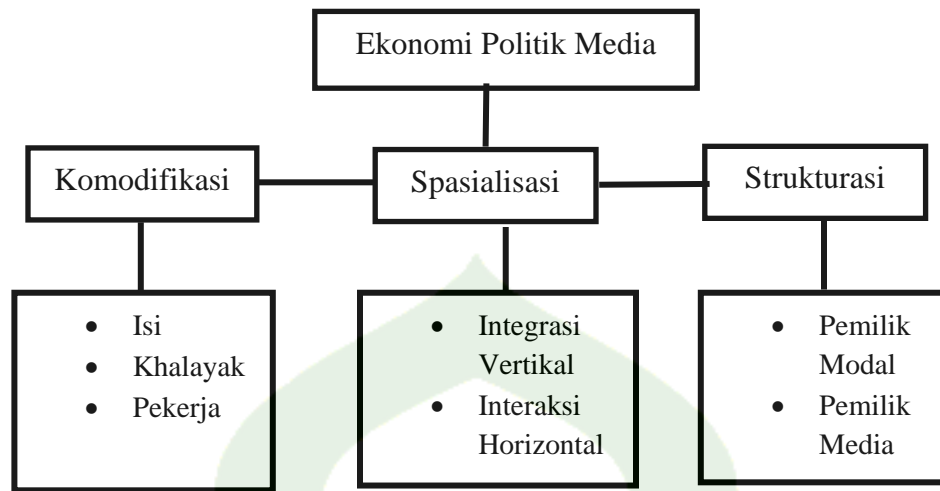 Ekonomi Politik Media
Komodifikasi
Spasialisasi
Strukturasi
• Isi
• Khalayak
• Pekerja
• Integrasi
Vertikal
• Interaksi
Horizontal
• Pemilik
Modal
• Pemilik
Media